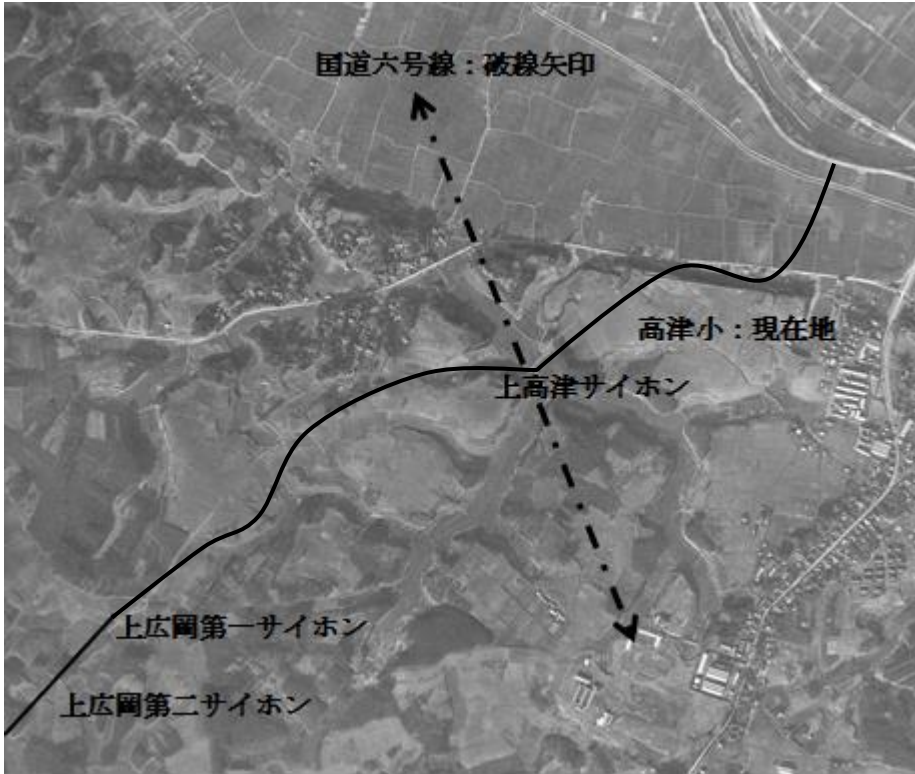 国道六号線：破線矢印
高津小：現在地
上高津サイホン
上広岡第一サイホン
上広岡第二サイホン